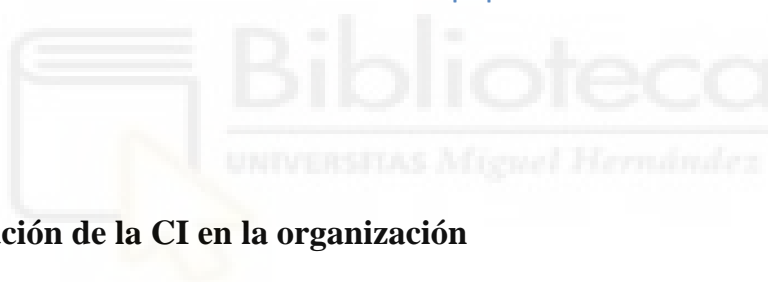 Biblioteca
UNIVERSITAS Miguel Hernández
ción de la CI en la organización